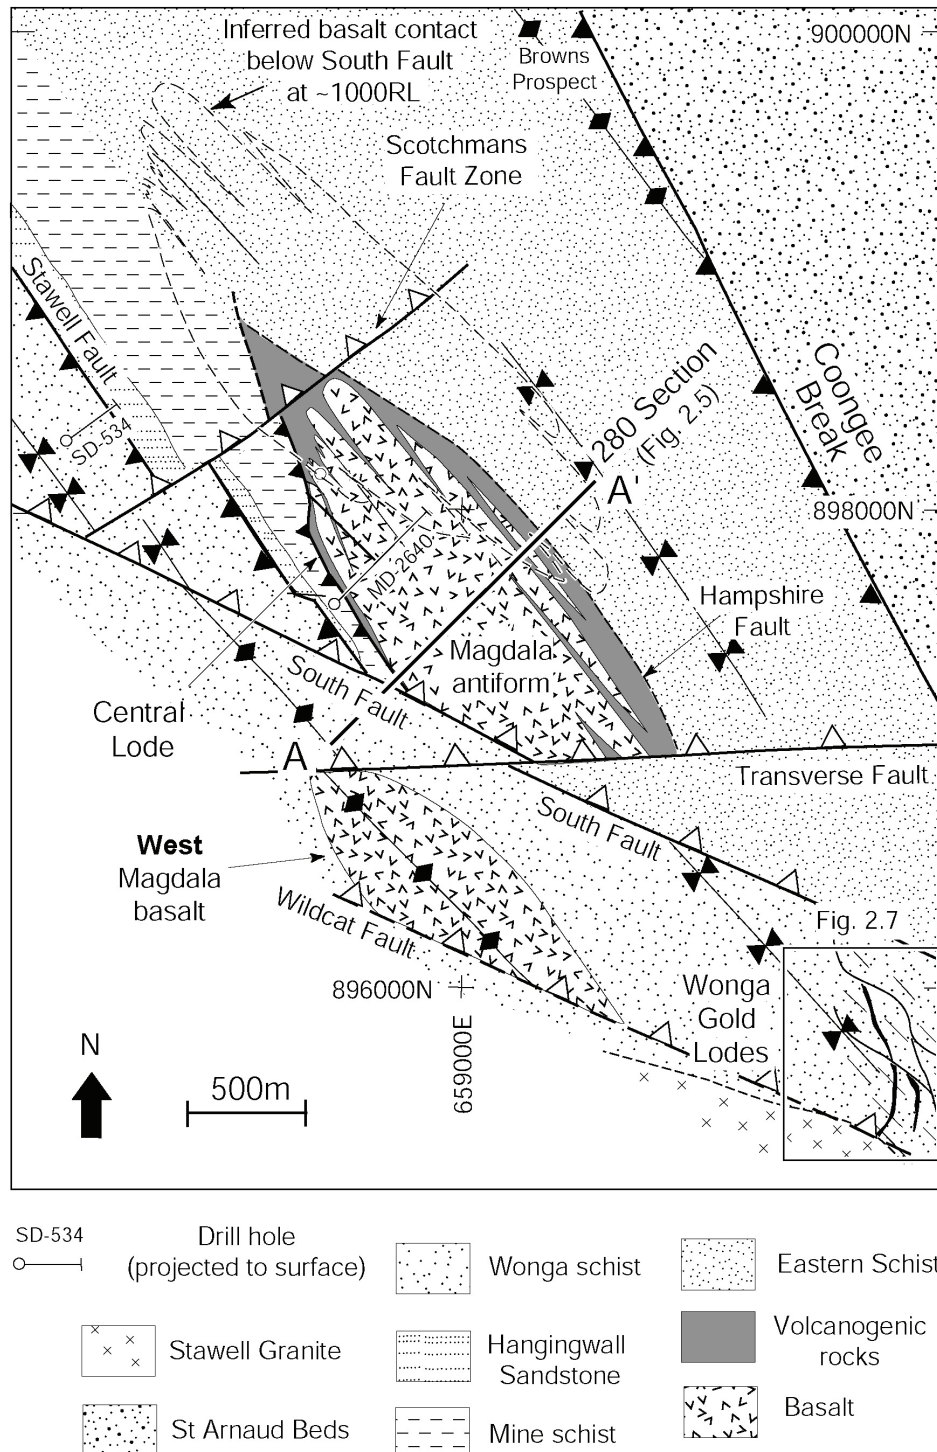 Inferred basalt contact
below South Fault
at ~1000RL
Browns
Prospect
900000N
Scotchmans
Fault Zone
Stawell Fault
SD-534
Coongee
Break
280 Section
(Fig. 2.5)
A'
898000N
MD-2640
Hampshire
Fault
Magdala
antiform
South Fault
Central
Lode
A
Transverse Fault
South Fault
West
Magdala
basalt
Wildcat Fault
Fig. 2.7
896000N
659000E
Wonga
Gold
Lodes
N
500m
SD-534
Drill hole
(projected to surface)
Wonga schist
Eastern Schist
Stawell Granite
Hangingwall
Sandstone
Volcanogenic
rocks
St Arnaud Beds
Mine schist
Basalt